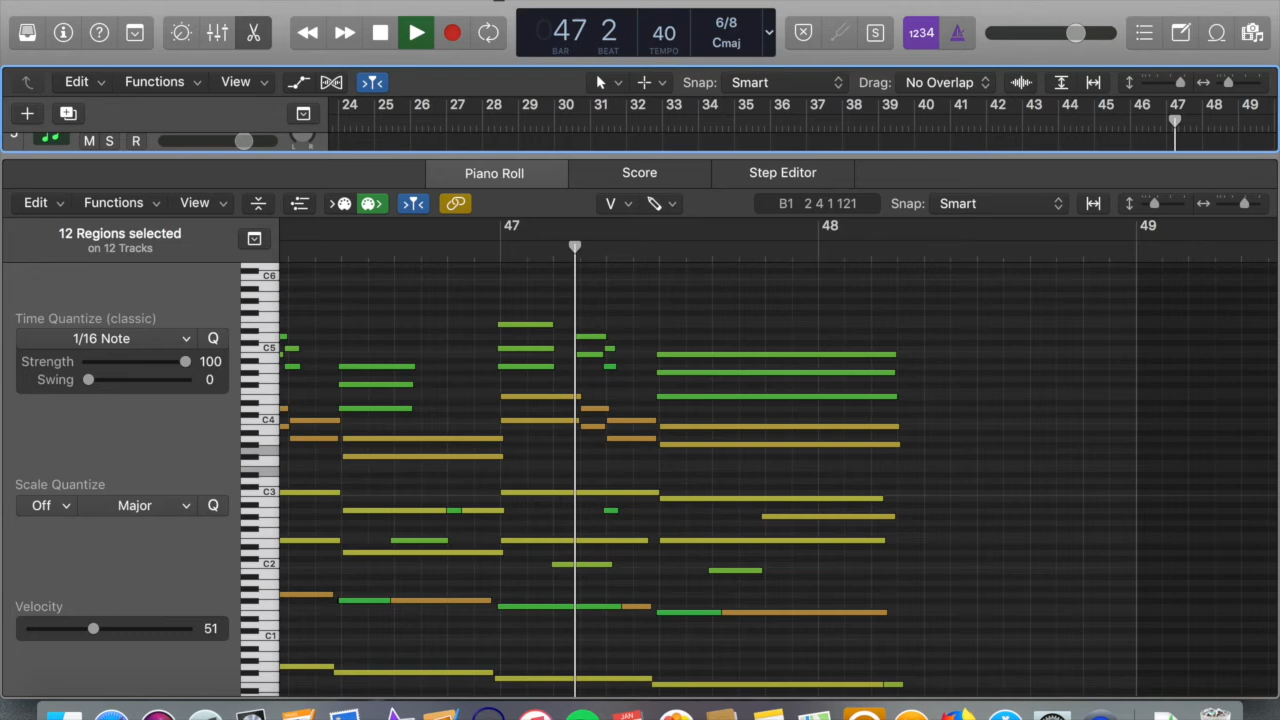 47 2
BAR BEAT
40
TEMPO
6/8
Cmaj
S
1234
Edit Functions View
Snap: Smart
Drag: No Overlap
24 25 26 27 28 29 30 31 32 33 34 35 36 37 38 39 40 41 42 43 44 45 46 47 48 49
M S R
L R
Piano Roll Score Step Editor
Edit Functions View
V
B1 2 4 1 121
Snap: Smart
12 Regions selected
on 12 Tracks
47 48 49
Time Quantize (classic)
1/16 Note Q
Strength 100
Swing 0
Scale Quantize
Off Major Q
Velocity
51
C6
C5
C4
C3
C2
C1
JAN